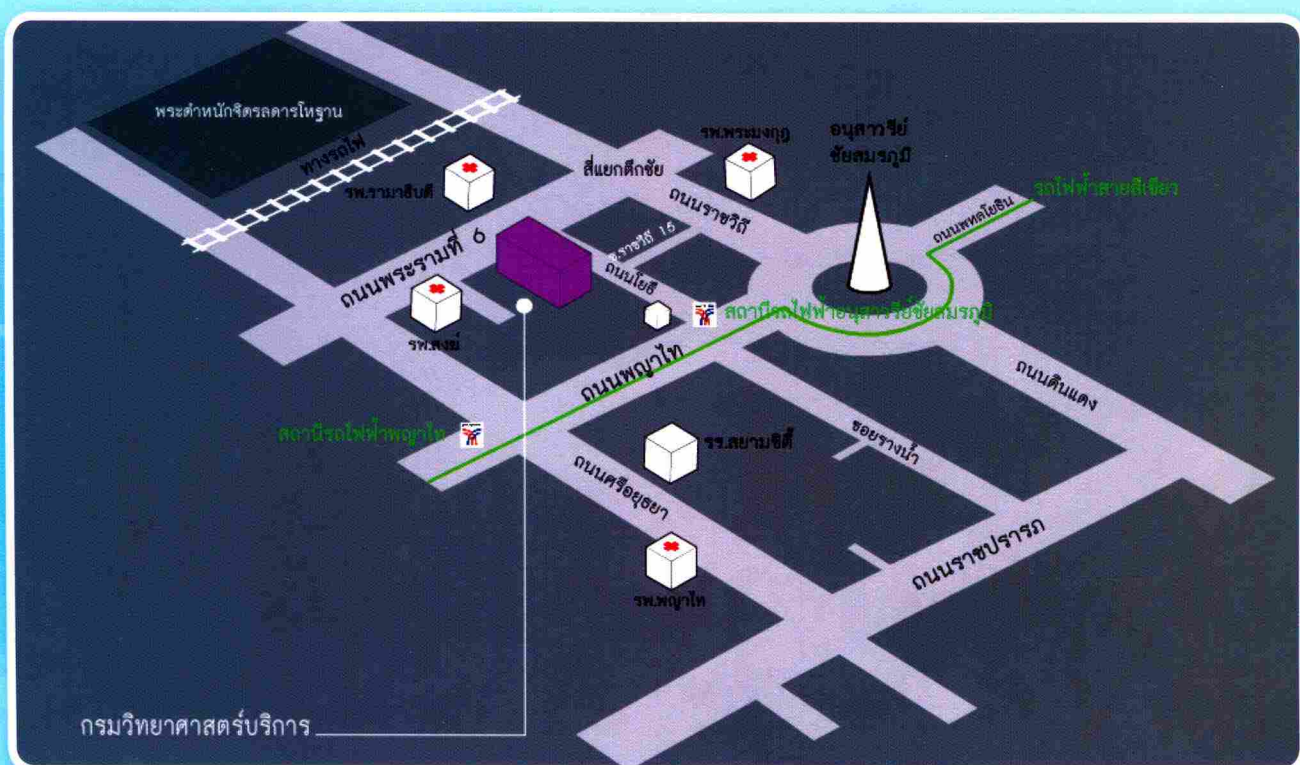 พระตำหนักจิตรลดารโหฐาน
ทางรถไฟ
รพ.รามาธิบดี
สี่แยกตึกชัย
รพ.พระมงกุฎ
อนุสาวรีย์
ชัยสมรภูมิ
รถไฟฟ้าสายสีเขียว
ถนนพหลโยธิน
ถนนราชวิถี
ซ.ราชวิถี 15
ถนนพระรามที่ 6
ถนนโยธี
รพ.สงฆ์
สถานีรถไฟฟ้าอนุสาวรีย์ชัยสมรภูมิ
ถนนพญาไท
ถนนดินแดง
สถานีรถไฟฟ้าพญาไท
รร.สยามซิตี้
ซอยรางน้ำ
ถนนศรีอยุธยา
ถนนราชปรารภ
รพ.พญาไท
กรมวิทยาศาสตร์บริการ